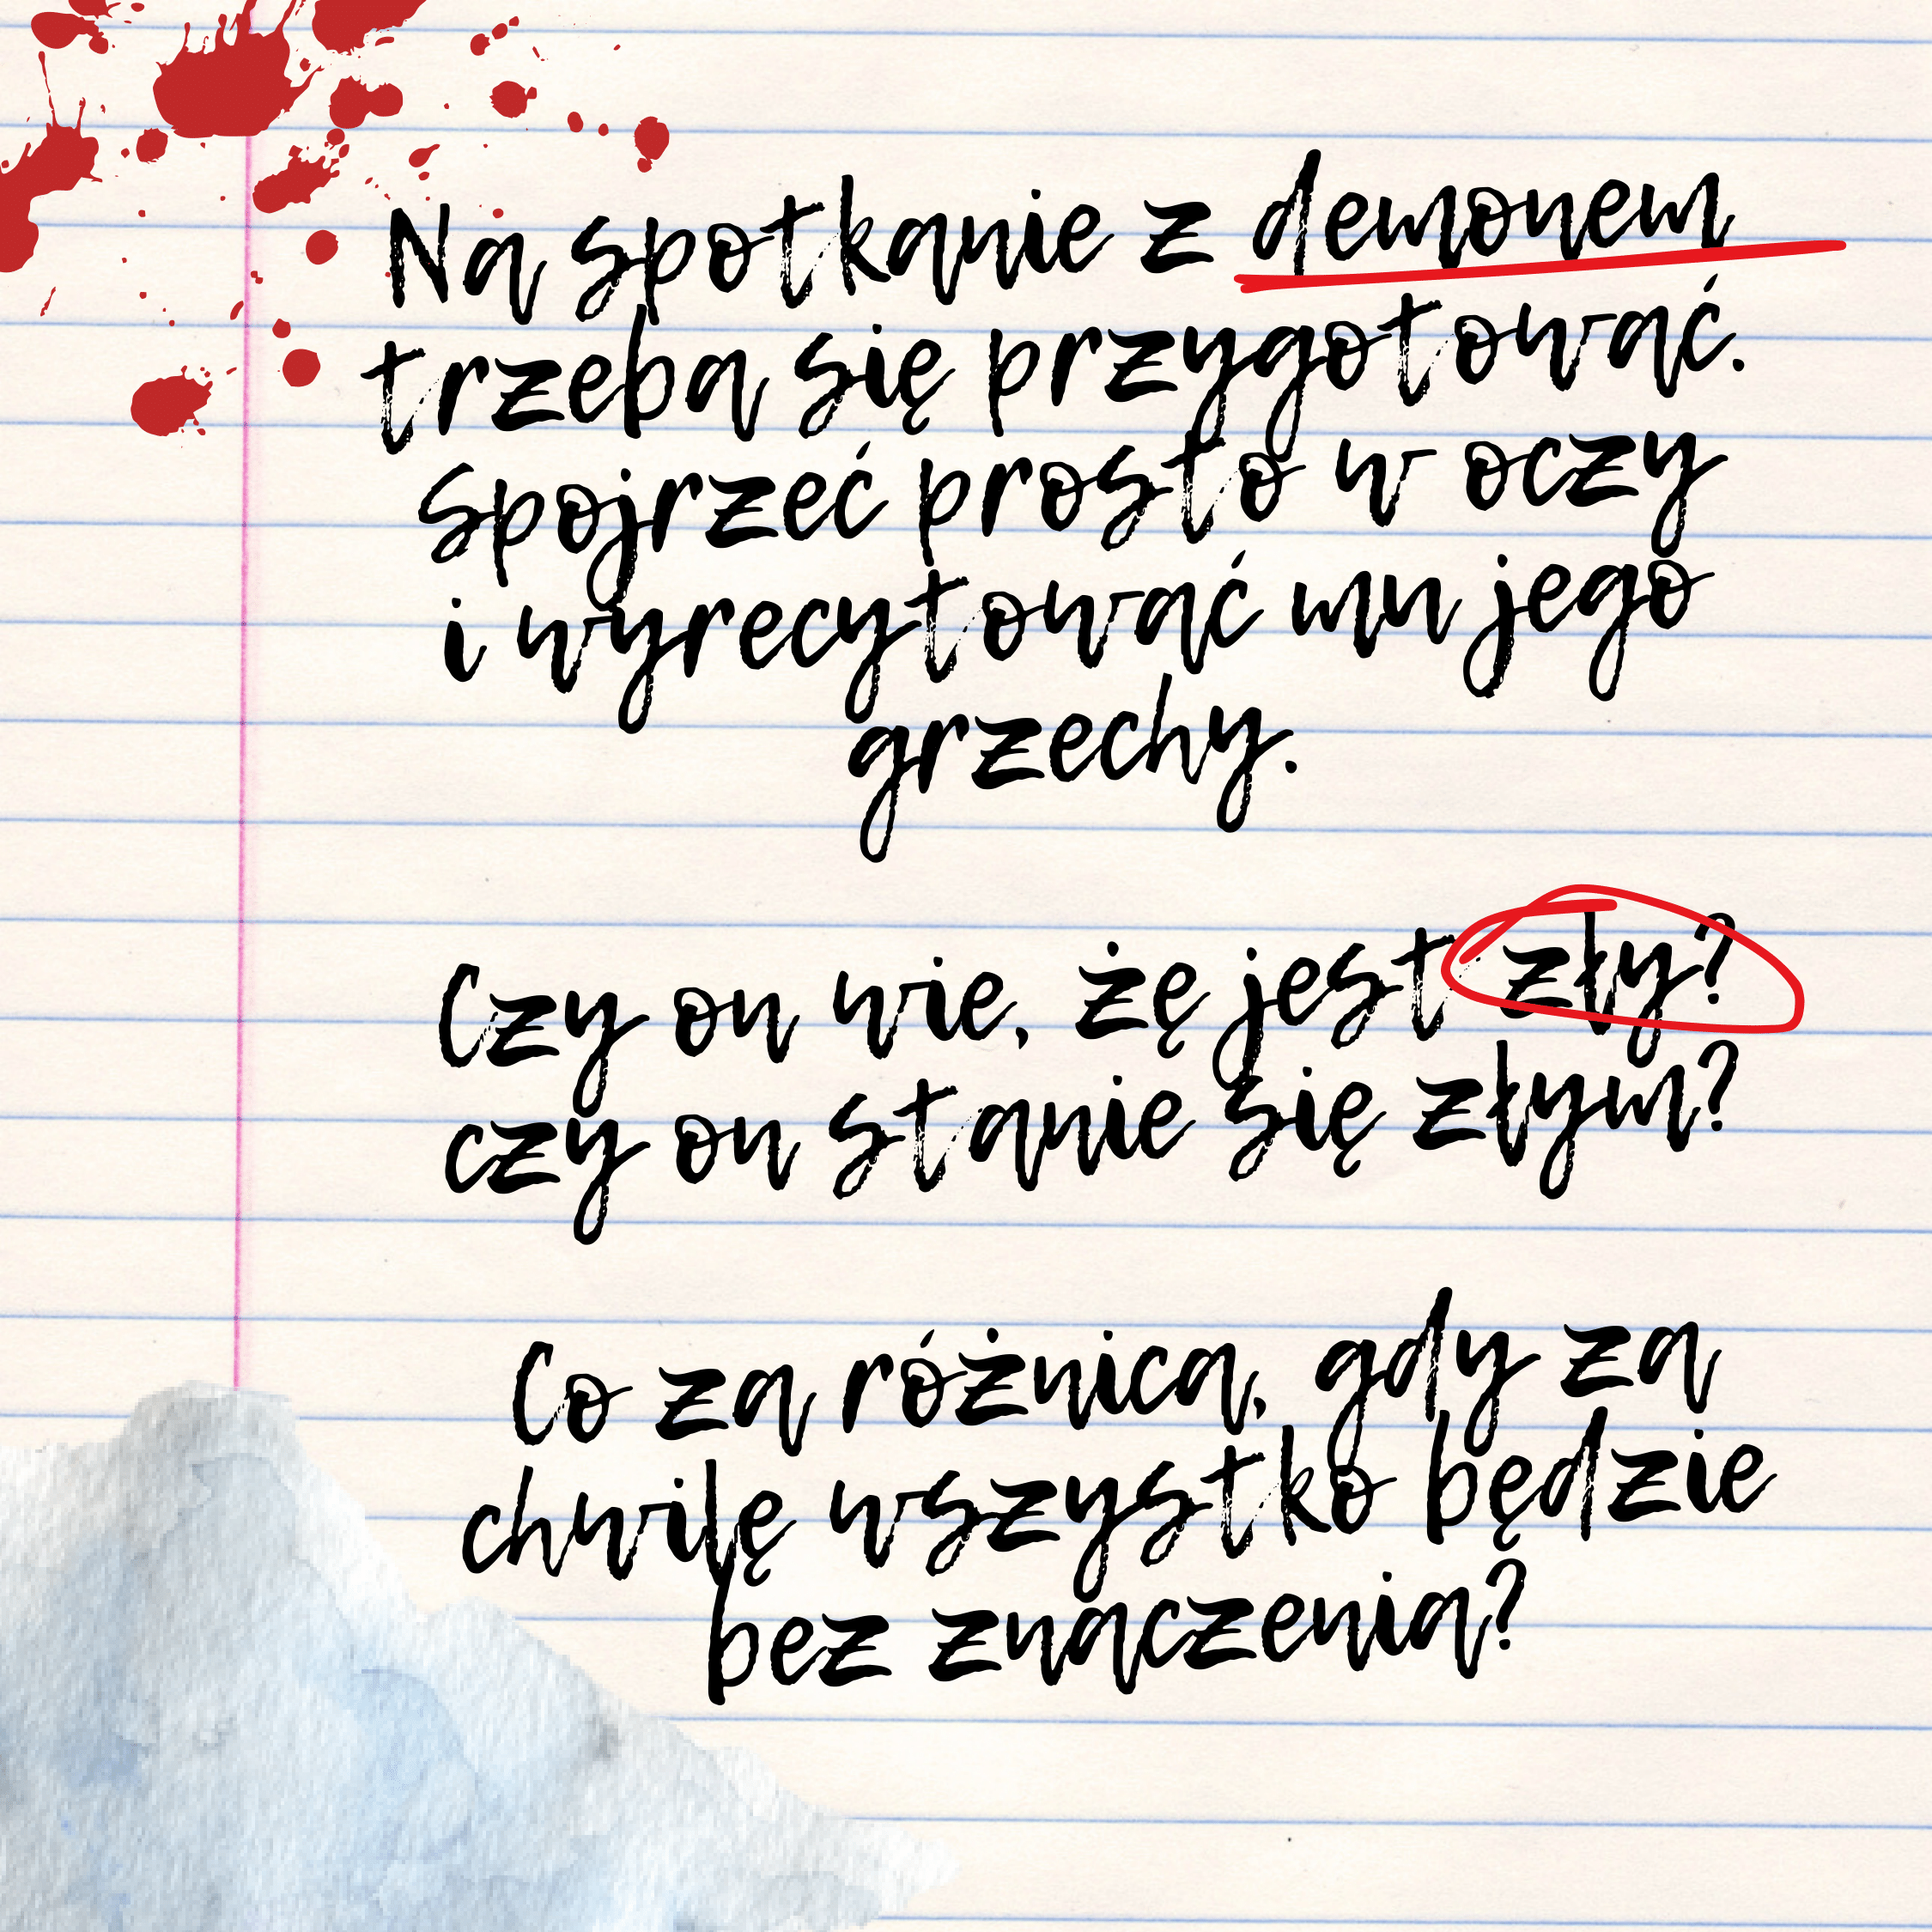 Na spotkanie z demonem
trzeba się przygotować.
spojrzeć prosto w oczy
i wyrecytować mu jego
grzechy.
Czy on wie, żę jest zły?
czy on stanie się złym?
Co za różnica, gdy za
chwilę wszystko będzie
bez znaczenia?